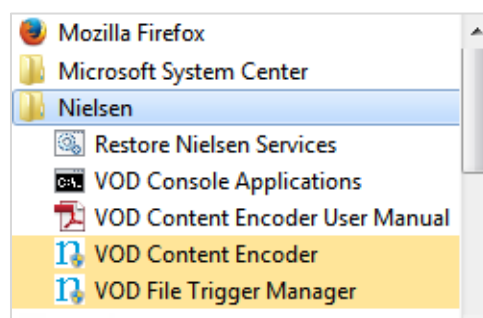 Mozilla Firefox
Microsoft System Center
Nielsen
Restore Nielsen Services
VOD Console Applications
VOD Content Encoder User Manual
VOD Content Encoder
VOD File Trigger Manager